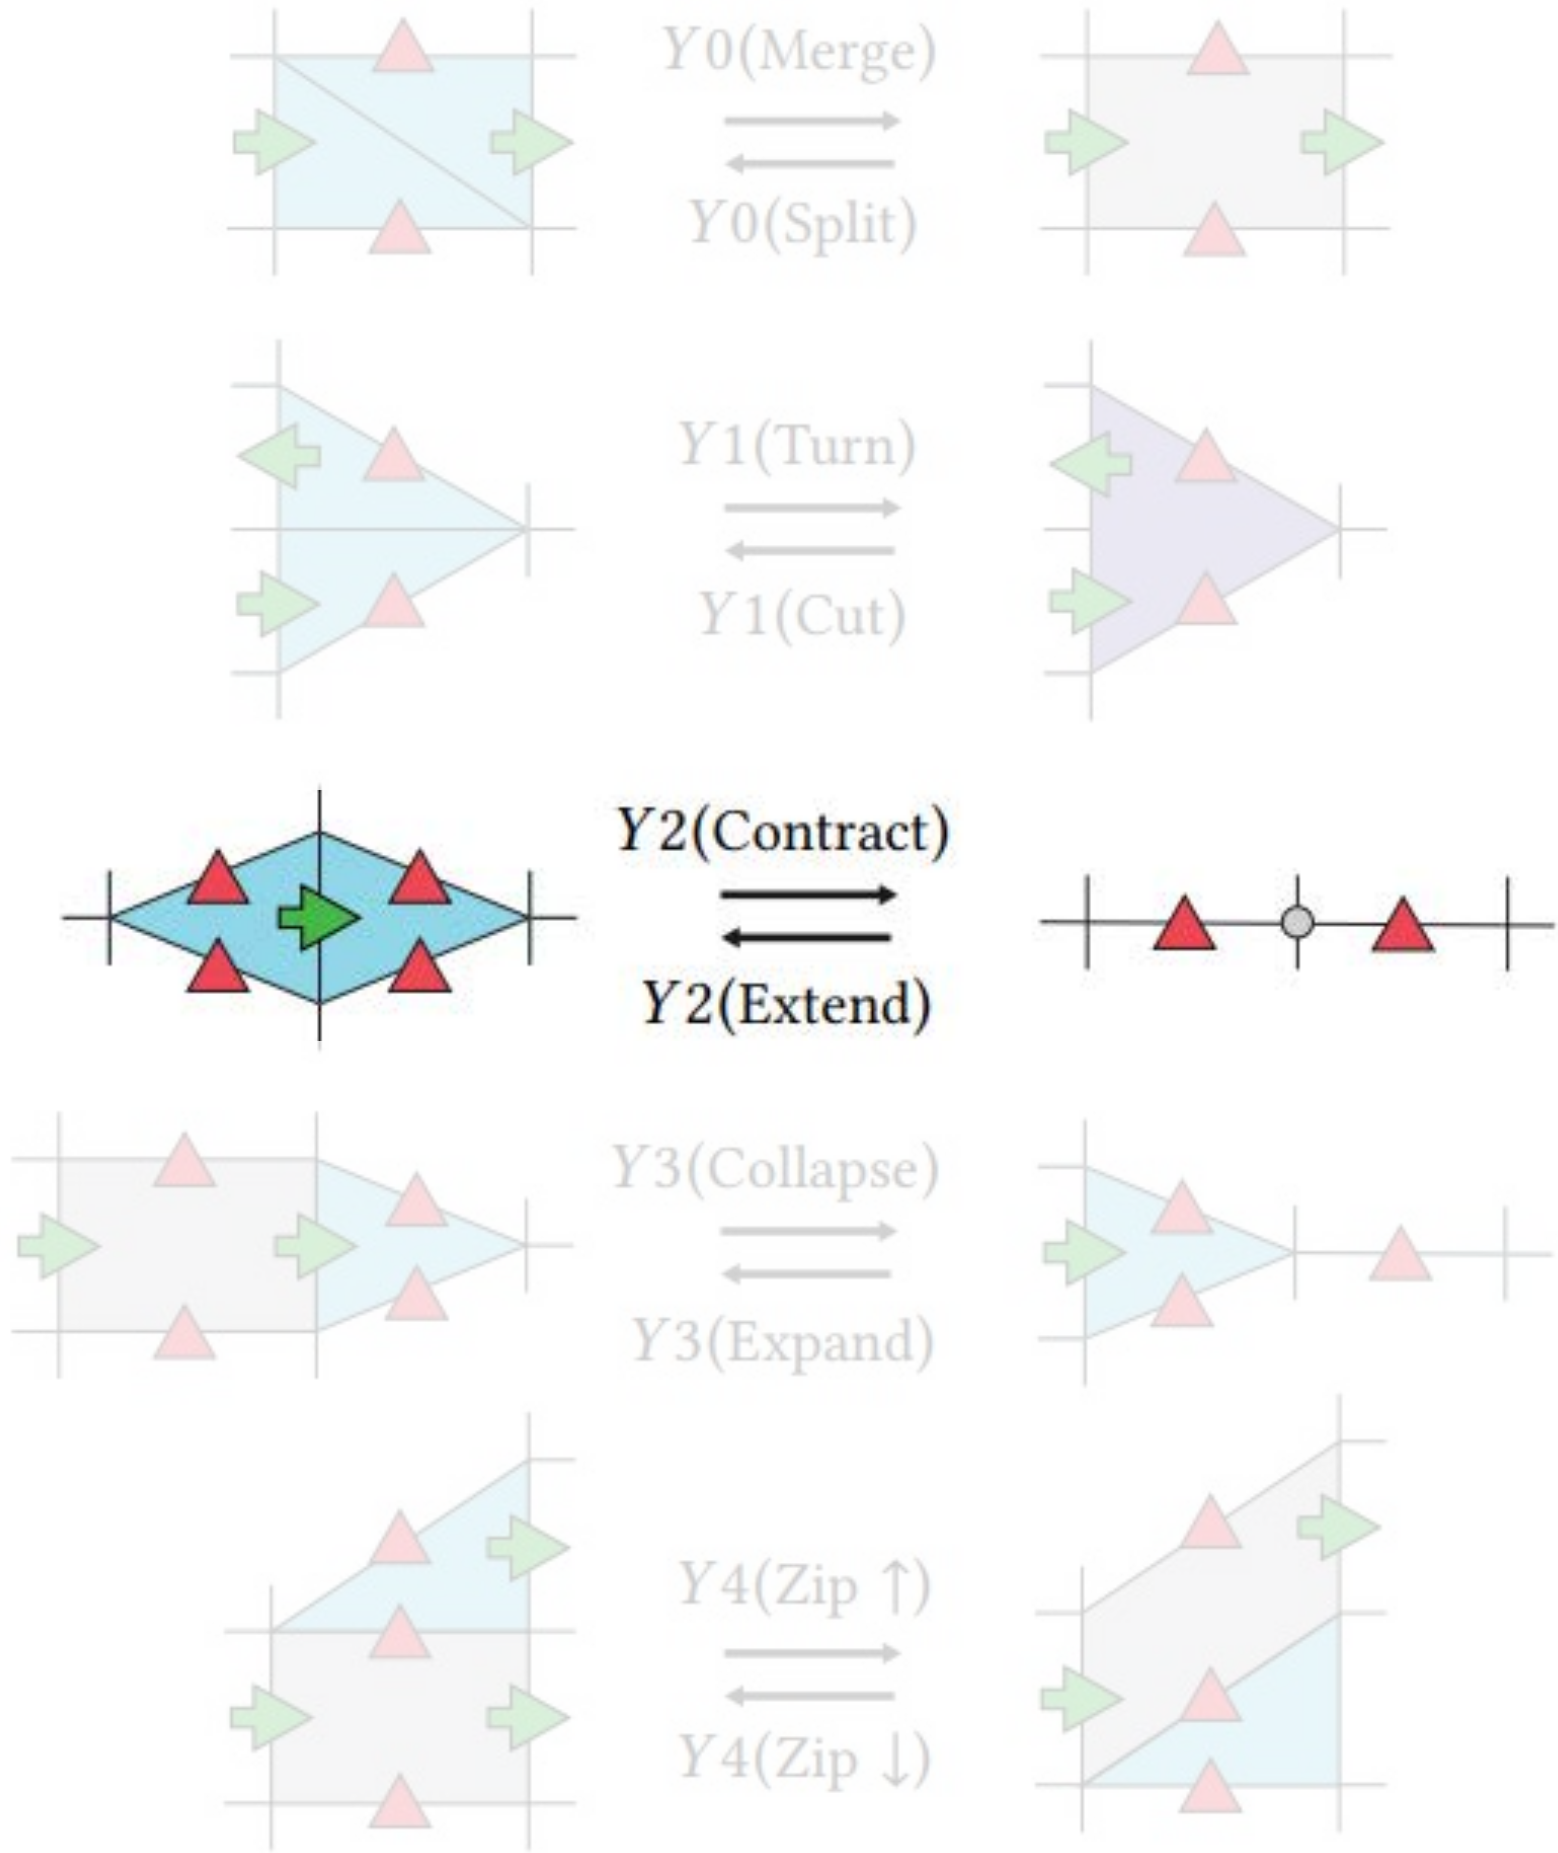 Y0(Merge)
Y0(Split)
Y1(Turn)
Y1(Cut)
Y2(Contract)
Y2(Extend)
Y3(Collapse)
Y3(Expand)
Y4(Zip ↑)
Y4(Zip ↓)